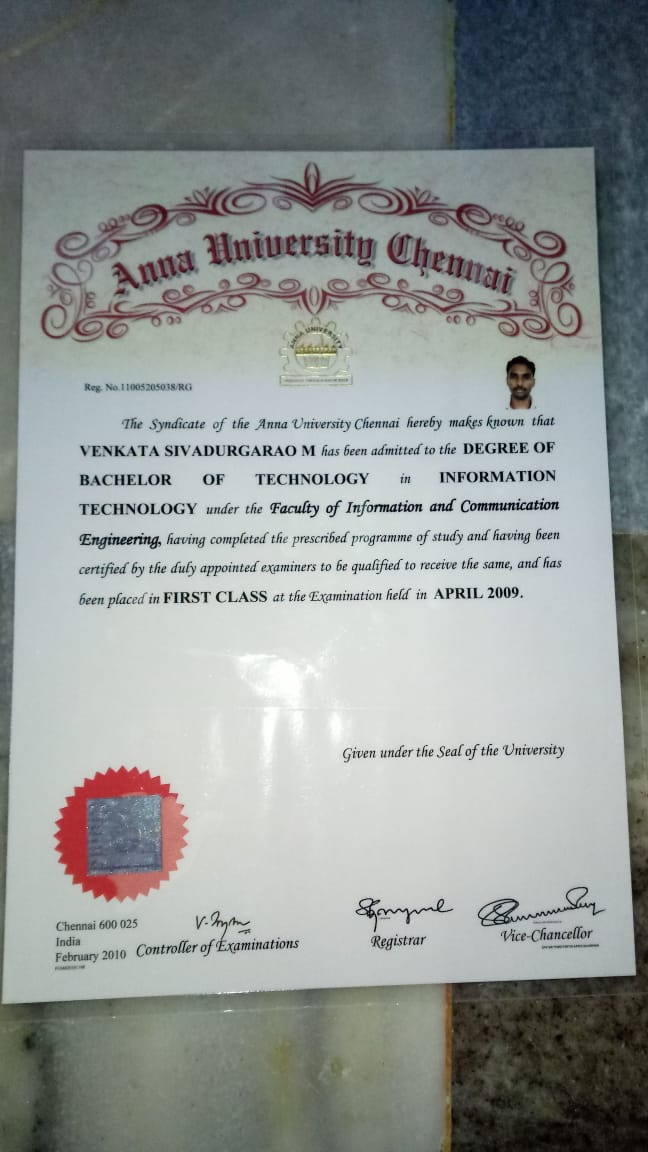 Anna University Chennai
ANNA UNIVERSITY
Reg. No.11005205038/RG
The Syndicate of the Anna University Chennai hereby makes known that
VENKATA SIVADURGARAO M has been admitted to the DEGREE OF
BACHELOR OF TECHNOLOGY in INFORMATION
TECHNOLOGY under the Faculty of Information and Communication
Engineering, having completed the prescribed programme of study and having been
certified by the duly appointed examiners to be qualified to receive the same, and has
been placed in FIRST CLASS at the Examination held in APRIL 2009.
Given under the Seal of the University
Chennai 600 025
India
February 2010
Controller of Examinations
Registrar
Vice-Chancellor